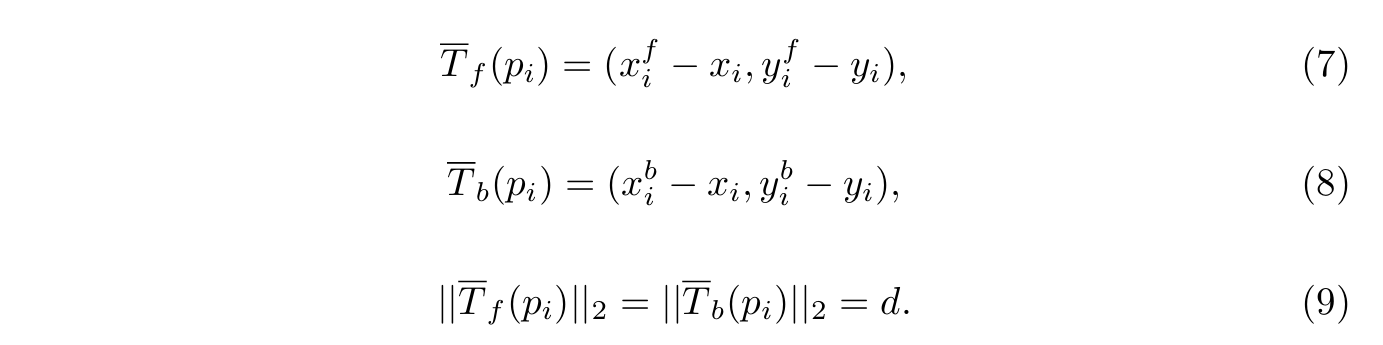 $\overline{T}_f(p_i) = (x_i^f - x_i, y_i^f - y_i),$ (7)
$\overline{T}_b(p_i) = (x_i^b - x_i, y_i^b - y_i),$ (8)
$||\overline{T}_f(p_i)||_2 = ||\overline{T}_b(p_i)||_2 = d.$ (9)